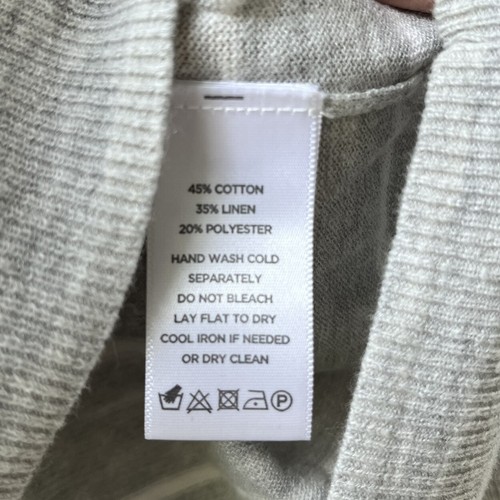 45% COTTON
35% LINEN
20% POLYESTER
HAND WASH COLD
SEPARATELY
DO NOT BLEACH
LAY FLAT TO DRY
COOL IRON IF NEEDED
OR DRY CLEAN
P